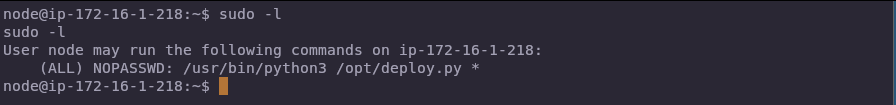 node@ip-172-16-1-218:~$ sudo -l
sudo -l
User node may run the following commands on ip-172-16-1-218:
    (ALL) NOPASSWD: /usr/bin/python3 /opt/deploy.py *
node@ip-172-16-1-218:~$